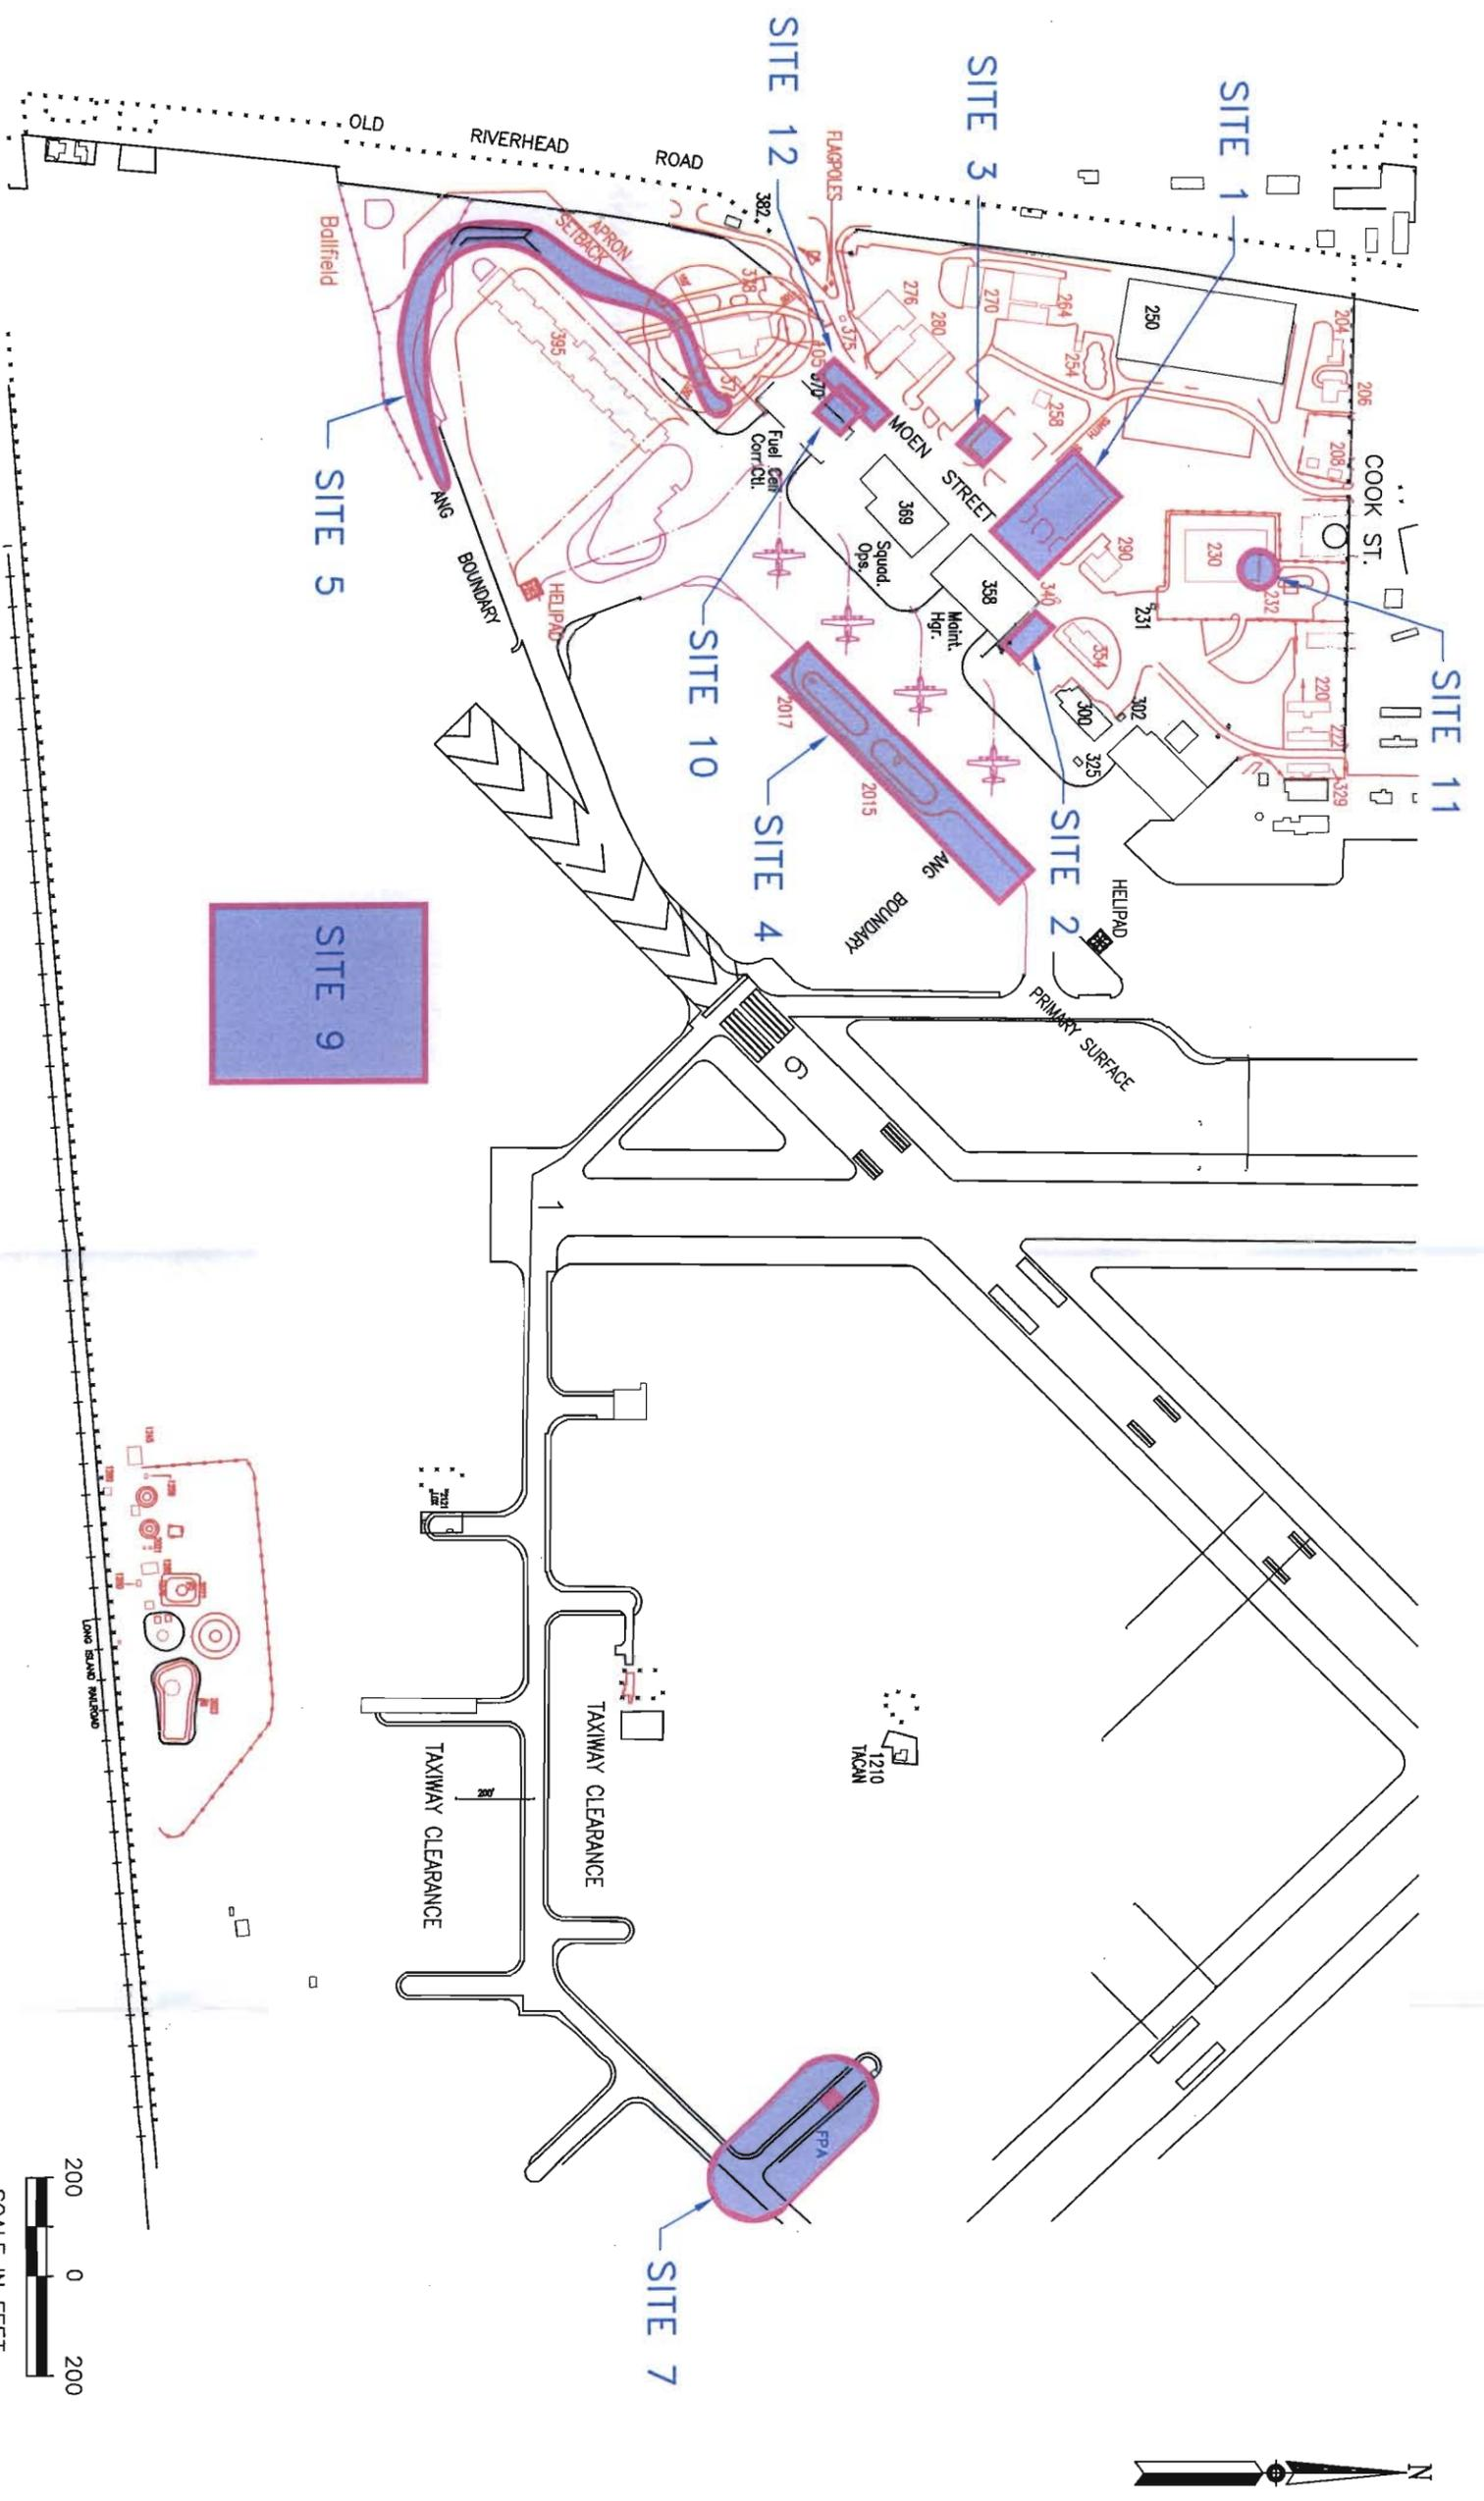 SITE 1
SITE 3
SITE 12
SITE 11
SITE 2
SITE 4
SITE 10
SITE 5
SITE 9
SITE 7
COOK ST.
OLD RIVERHEAD ROAD
FLAGPOLES
382
204
206
208
250
264
270
276
280
254
258
375
290
230
232
231
220
222
329
340
354
300
302
325
358
369
370
395
MOEN STREET
Squad.
Ops.
Maint.
Hgr.
Fuel Cell
Corr. Ctl.
APRON
SETBACK
Ballfield
HELIPAD
ANG BOUNDARY
2017
2015
ANG BOUNDARY
HELIPAD
PRIMARY SURFACE
6
1
1210
TACAN
TAXIWAY CLEARANCE
TAXIWAY CLEARANCE
200'
FPA
LONG ISLAND RAILROAD
200 0 200
SCALE IN FEET
N